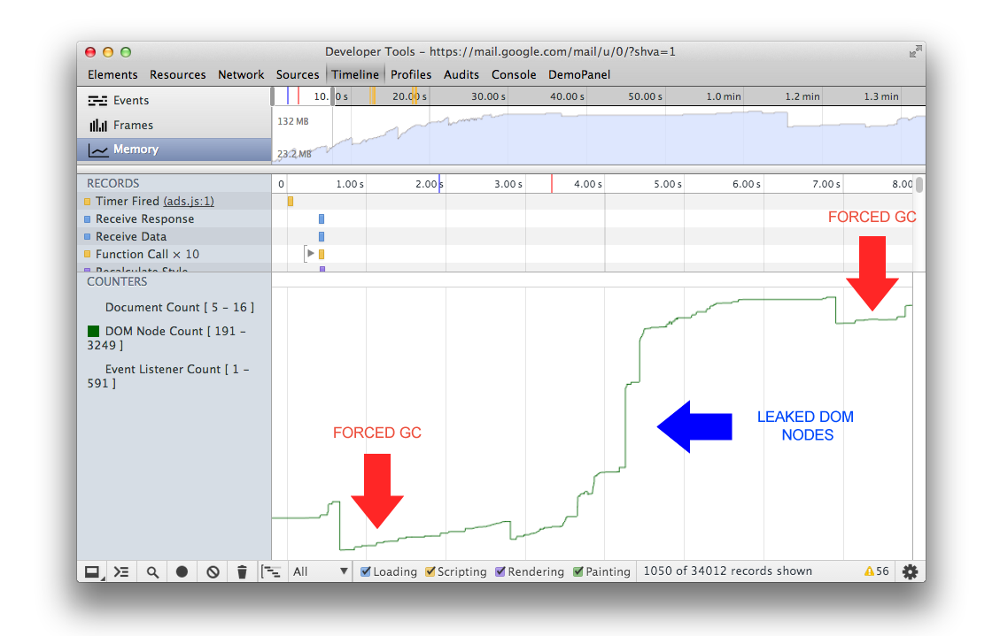 Developer Tools - https://mail.google.com/mail/u/0/?shva=1
Elements Resources Network Sources Timeline Profiles Audits Console DemoPanel
Events
Frames
Memory
10.0 s 20.00 s 30.00 s 40.00 s 50.00 s 1.0 min 1.2 min 1.3 min
132 MB
23.2 MB
RECORDS
0 1.00 s 2.00 s 3.00 s 4.00 s 5.00 s 6.00 s 7.00 s 8.00
Timer Fired (ads.js:1)
Receive Response
Receive Data
Function Call × 10
Recalculate Style
FORCED GC
COUNTERS
Document Count [ 5 – 16 ]
DOM Node Count [ 191 –
3249 ]
Event Listener Count [ 1 –
591 ]
LEAKED DOM
NODES
FORCED GC
All Loading Scripting Rendering Painting 1050 of 34012 records shown 56